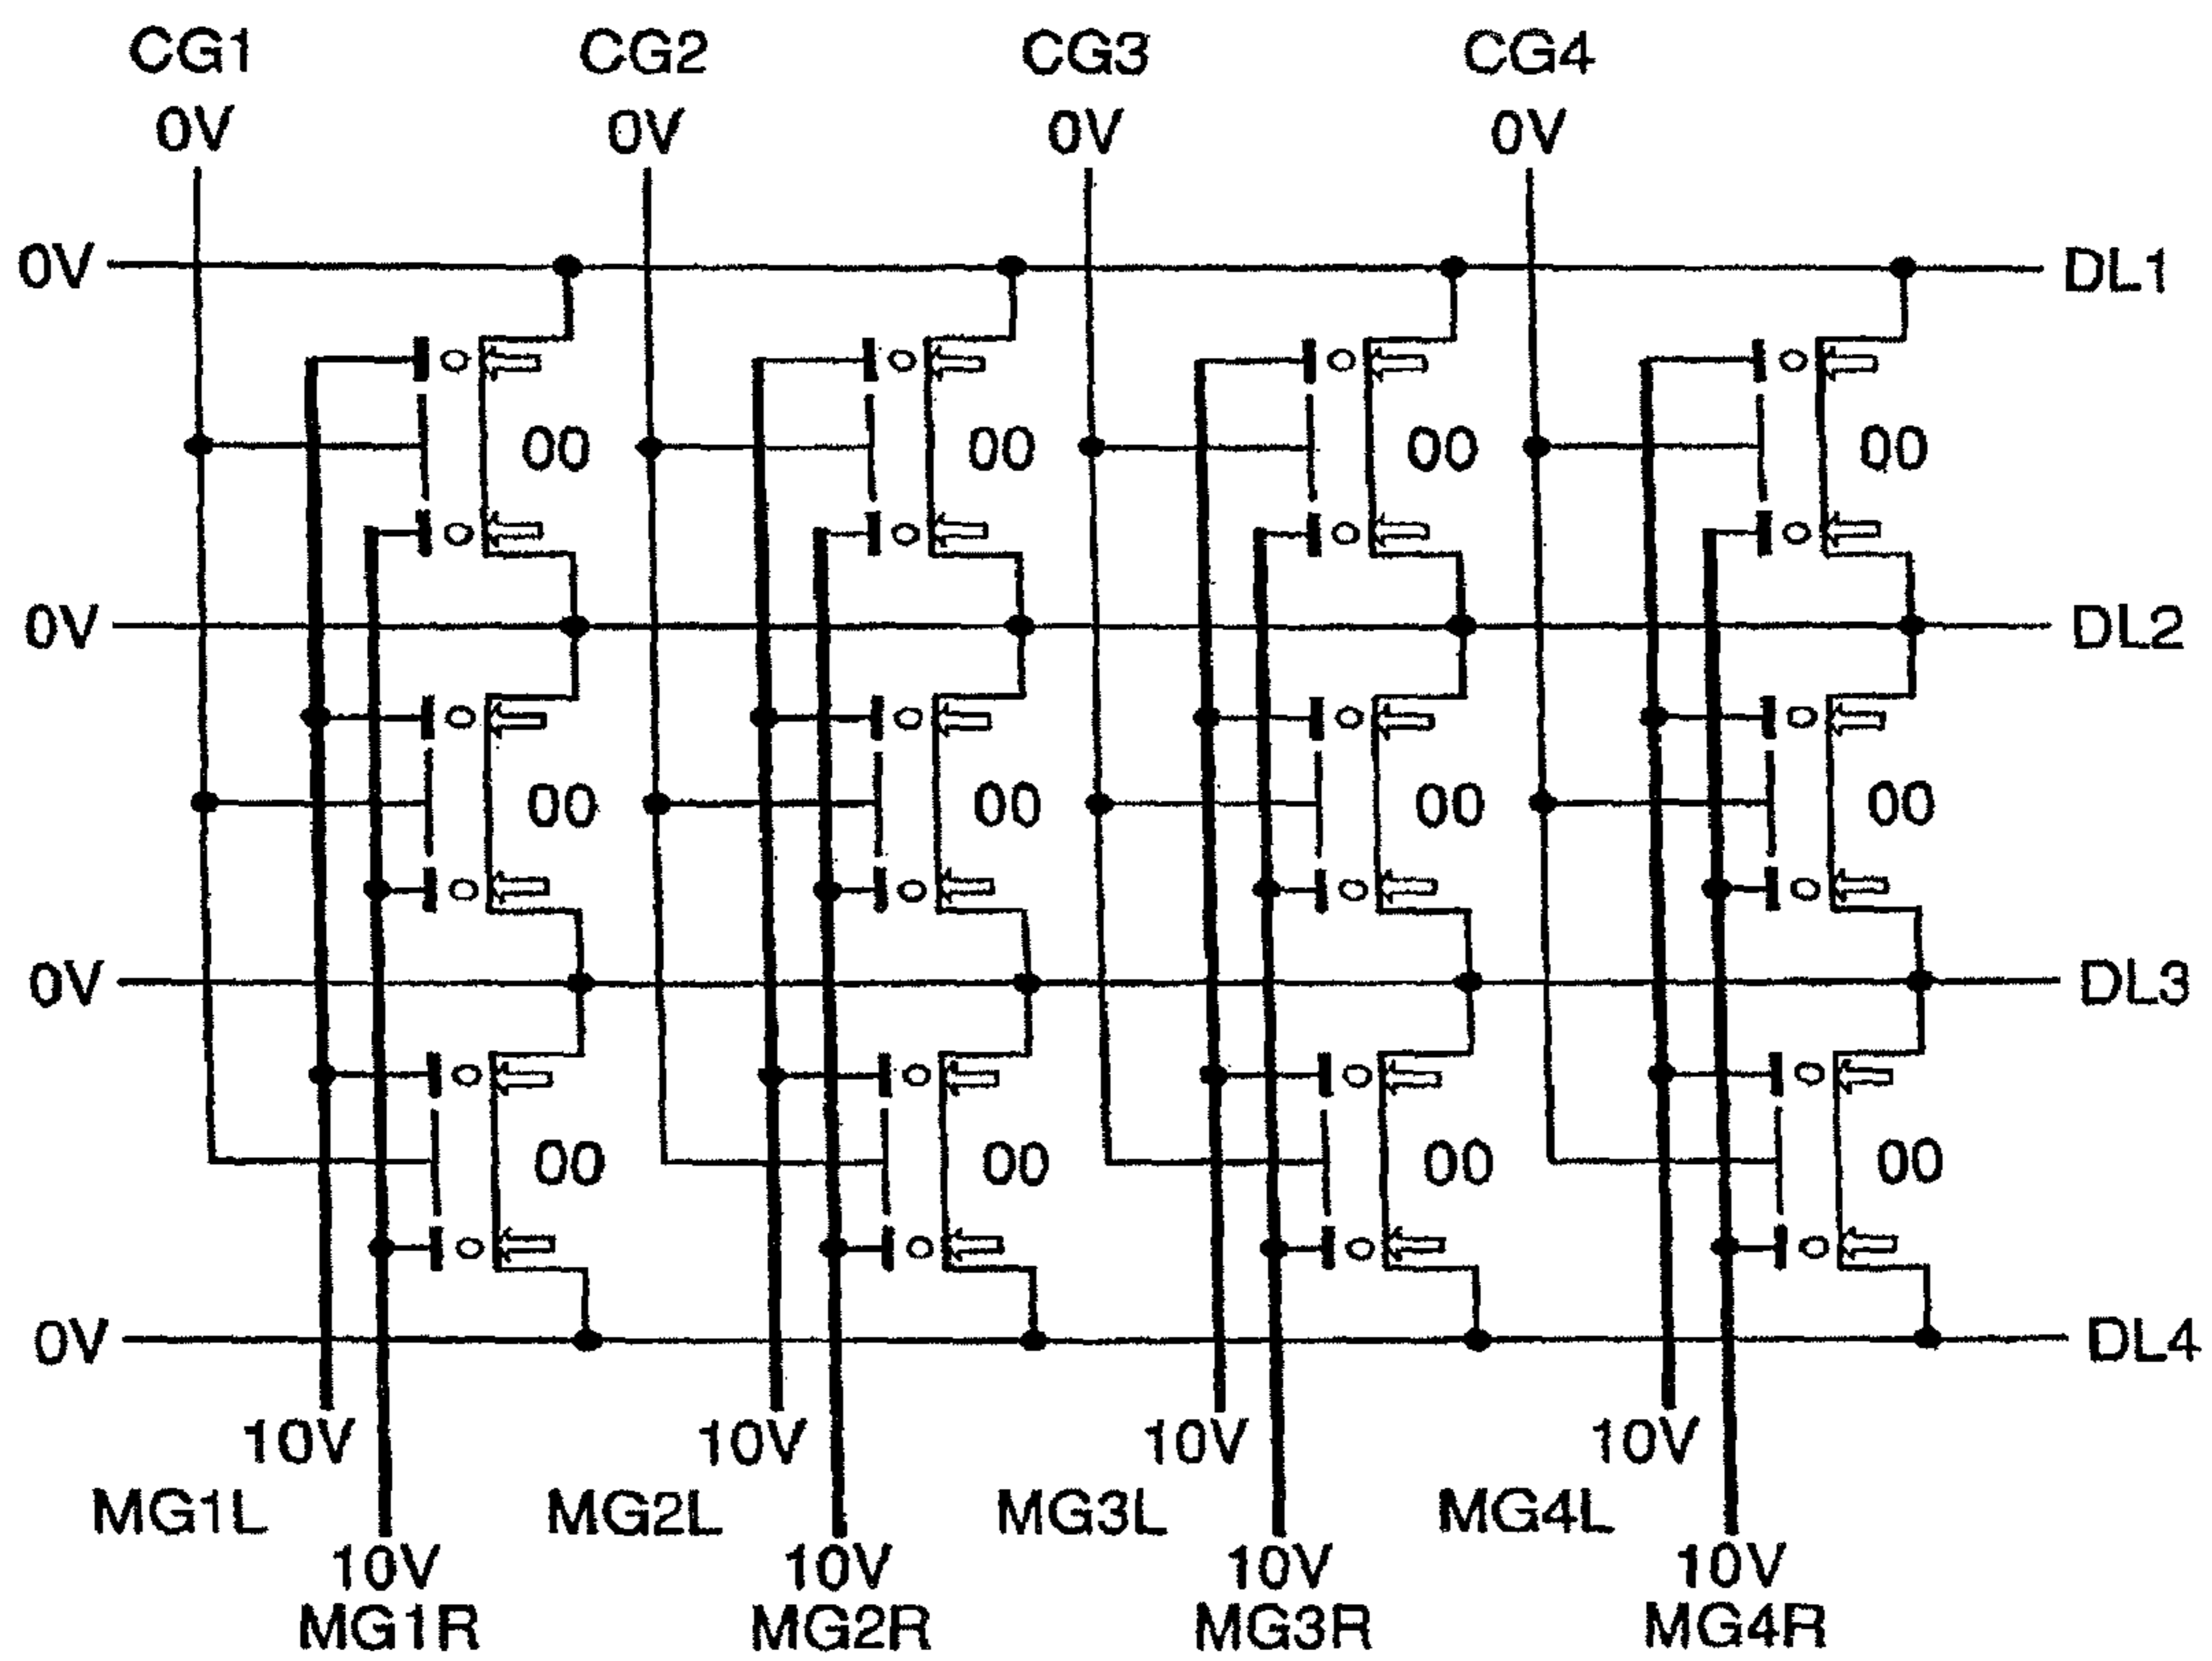 CG1 CG2 CG3 CG4
0V 0V 0V 0V
0V DL1
00 00 00 00
0V DL2
00 00 00 00
0V DL3
00 00 00 00
0V DL4
10V 10V 10V 10V
MG1L MG2L MG3L MG4L
10V 10V 10V 10V
MG1R MG2R MG3R MG4R